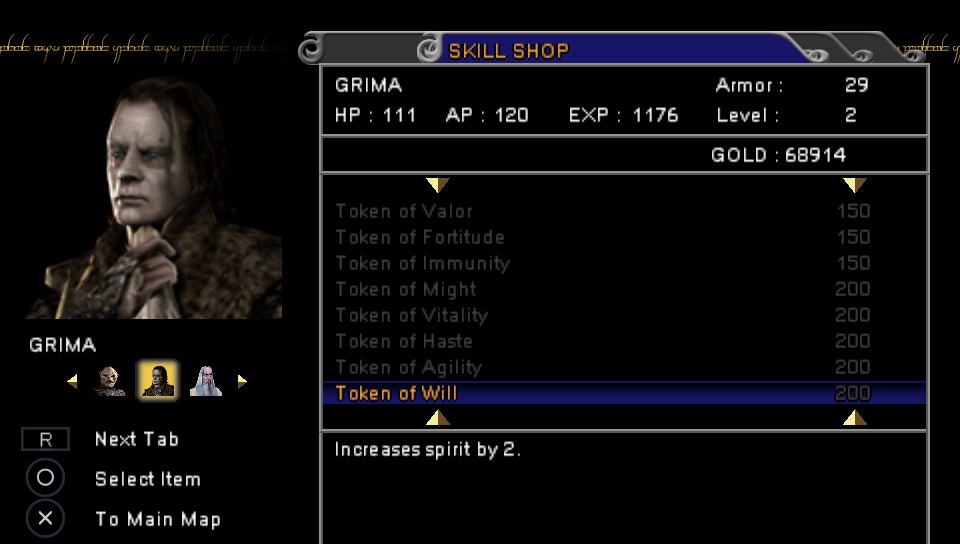 SKILL SHOP
GRIMA
Armor : 29
HP : 111 AP : 120 EXP : 1176 Level : 2
GOLD : 68914
Token of Valor 150
Token of Fortitude 150
Token of Immunity 150
Token of Might 200
Token of Vitality 200
Token of Haste 200
Token of Agility 200
Token of Will 200
Increases spirit by 2.
GRIMA
R Next Tab
Select Item
To Main Map